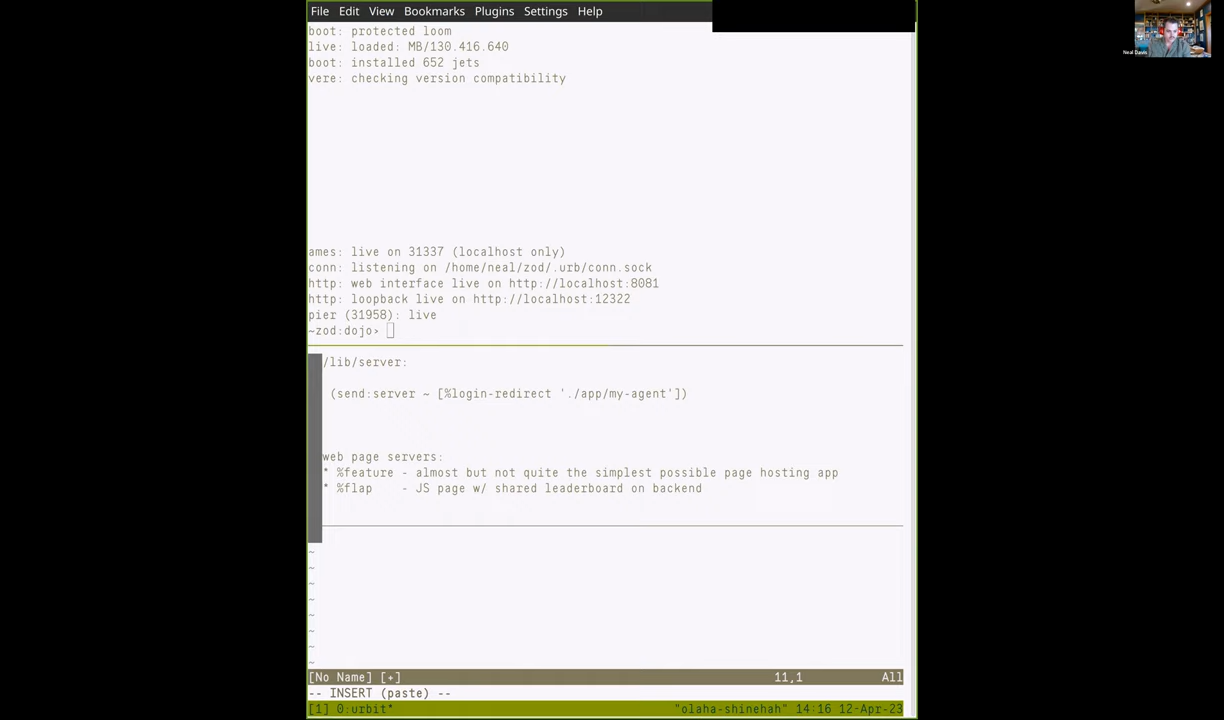 File Edit View Bookmarks Plugins Settings Help
boot: protected loom
live: loaded: MB/130.416.640
boot: installed 652 jets
vere: checking version compatibility
ames: live on 31337 (localhost only)
conn: listening on /home/neal/zod/.urb/conn.sock
http: web interface live on http://localhost:8081
http: loopback live on http://localhost:12322
pier (31958): live
~zod:dojo>
/lib/server:
(send:server ~ [%login-redirect './app/my-agent'])
web page servers:
* %feature - almost but not quite the simplest possible page hosting app
* %flap    - JS page w/ shared leaderboard on backend
~
~
~
~
~
~
~
~
[No Name] [+] 11,1 All
-- INSERT (paste) --
[1] 0:urbit* "olaha-shinehah" 14:16 12-Apr-23
Neal Davis